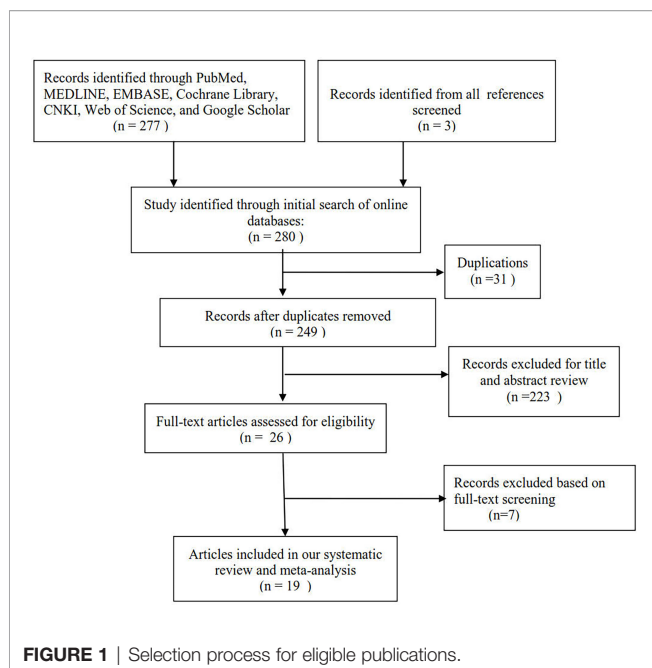 Records identified through PubMed,
MEDLINE, EMBASE, Cochrane Library,
CNKI, Web of Science, and Google Scholar
(n = 277 )
Records identified from all references
screened
(n = 3)
Study identified through initial search of online
databases:
(n = 280 )
Duplications
(n =31 )
Records after duplicates removed
(n = 249 )
Records excluded for title
and abstract review
(n =223 )
Full-text articles assessed for eligibility
(n = 26 )
Records excluded based on
full-text screening
(n=7)
Articles included in our systematic
review and meta-analysis
(n = 19 )
FIGURE 1 | Selection process for eligible publications.